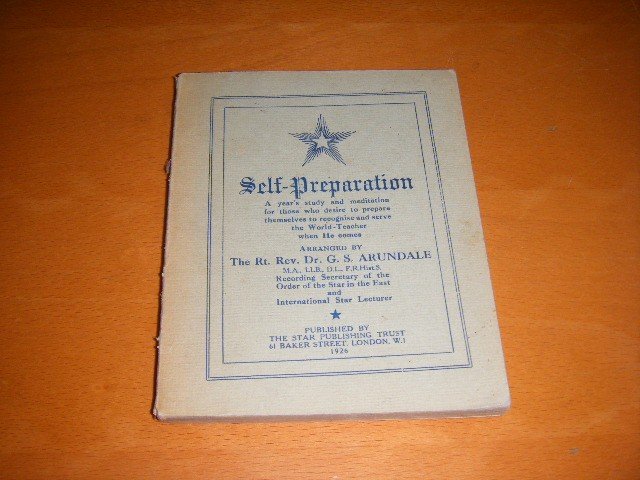 Self-Preparation
A year's study and meditation
for those who desire to prepare
themselves to recognise and serve
the World-Teacher
when He comes
ARRANGED BY
The Rt. Rev. Dr. G. S. ARUNDALE
M.A., LL.B., D.L., F.R.Hist.S.
Recording Secretary of the
Order of the Star in the East
and
International Star Lecturer
PUBLISHED BY
THE STAR PUBLISHING TRUST
61 BAKER STREET, LONDON, W.1
1926